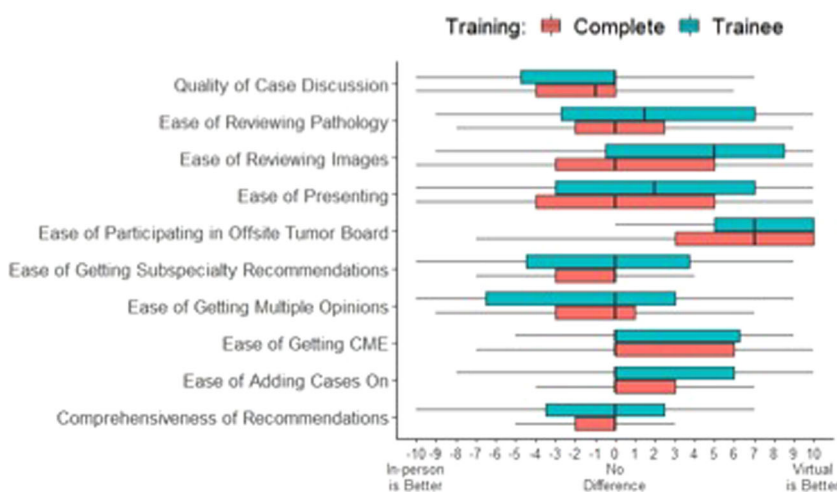 Training: Complete Trainee
Quality of Case Discussion
Ease of Reviewing Pathology
Ease of Reviewing Images
Ease of Presenting
Ease of Participating in Offsite Tumor Board
Ease of Getting Subspecialty Recommendations
Ease of Getting Multiple Opinions
Ease of Getting CME
Ease of Adding Cases On
Comprehensiveness of Recommendations
-10 -9 -8 -7 -6 -5 -4 -3 -2 -1 0 1 2 3 4 5 6 7 8 9 10
In-person No Virtual
is Better Difference is Better